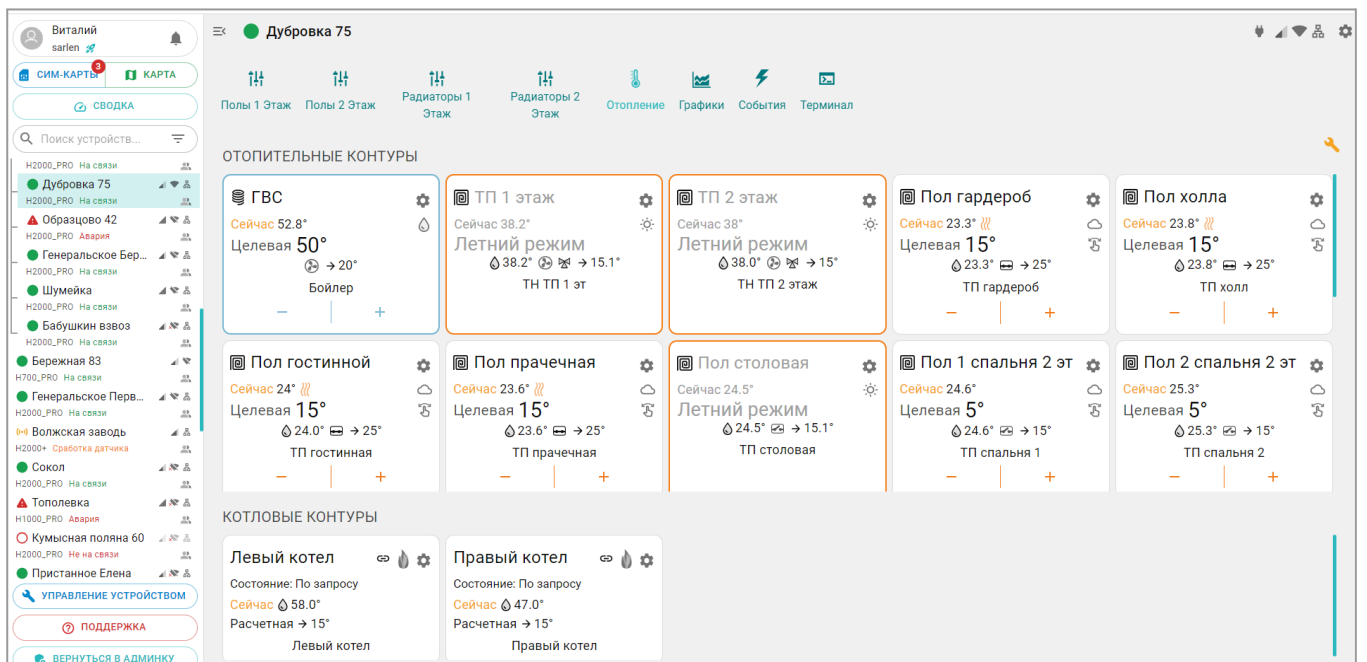 Виталий
sarlen
СИМ-КАРТЫ 3 КАРТА
СВОДКА
Поиск устройств...
H2000_PRO На связи
Дубровка 75
H2000_PRO На связи
Образцово 42
H2000_PRO Авария
Генеральское Бер...
H2000_PRO На связи
Шумейка
H2000_PRO На связи
Бабушкин взвоз
H2000_PRO На связи
Бережная 83
H700_PRO На связи
Генеральское Перв...
H2000_PRO На связи
Волжская заводь
H2000+ Сработка датчика
Сокол
H2000_PRO На связи
Тополевка
H1000_PRO Авария
Кумысная поляна 60
H2000_PRO Не на связи
Пристанное Елена
УПРАВЛЕНИЕ УСТРОЙСТВОМ
ПОДДЕРЖКА
ВЕРНУТЬСЯ В АДМИНКУ
Дубровка 75
Полы 1 Этаж
Полы 2 Этаж
Радиаторы 1
Этаж
Радиаторы 2
Этаж
Отопление
Графики
События
Терминал
ОТОПИТЕЛЬНЫЕ КОНТУРЫ
ГВС
Сейчас 52.8°
Целевая 50°
→ 20°
Бойлер
− +
ТП 1 этаж
Сейчас 38.2°
Летний режим
38.2° → 15.1°
ТН ТП 1 эт
ТП 2 этаж
Сейчас 38°
Летний режим
38.0° → 15°
ТН ТП 2 этаж
Пол гардероб
Сейчас 23.3°
Целевая 15°
23.3° → 25°
ТП гардероб
− +
Пол холла
Сейчас 23.8°
Целевая 15°
23.8° → 25°
ТП холл
− +
Пол гостинной
Сейчас 24°
Целевая 15°
24.0° → 25°
ТП гостинная
− +
Пол прачечная
Сейчас 23.6°
Целевая 15°
23.6° → 25°
ТП прачечная
− +
Пол столовая
Сейчас 24.5°
Летний режим
24.5° → 15.1°
ТП столовая
Пол 1 спальня 2 эт
Сейчас 24.6°
Целевая 5°
24.6° → 15°
ТП спальня 1
− +
Пол 2 спальня 2 эт
Сейчас 25.3°
Целевая 5°
25.3° → 15°
ТП спальня 2
− +
КОТЛОВЫЕ КОНТУРЫ
Левый котел
Состояние: По запросу
Сейчас 58.0°
Расчетная → 15°
Левый котел
Правый котел
Состояние: По запросу
Сейчас 47.0°
Расчетная → 15°
Правый котел